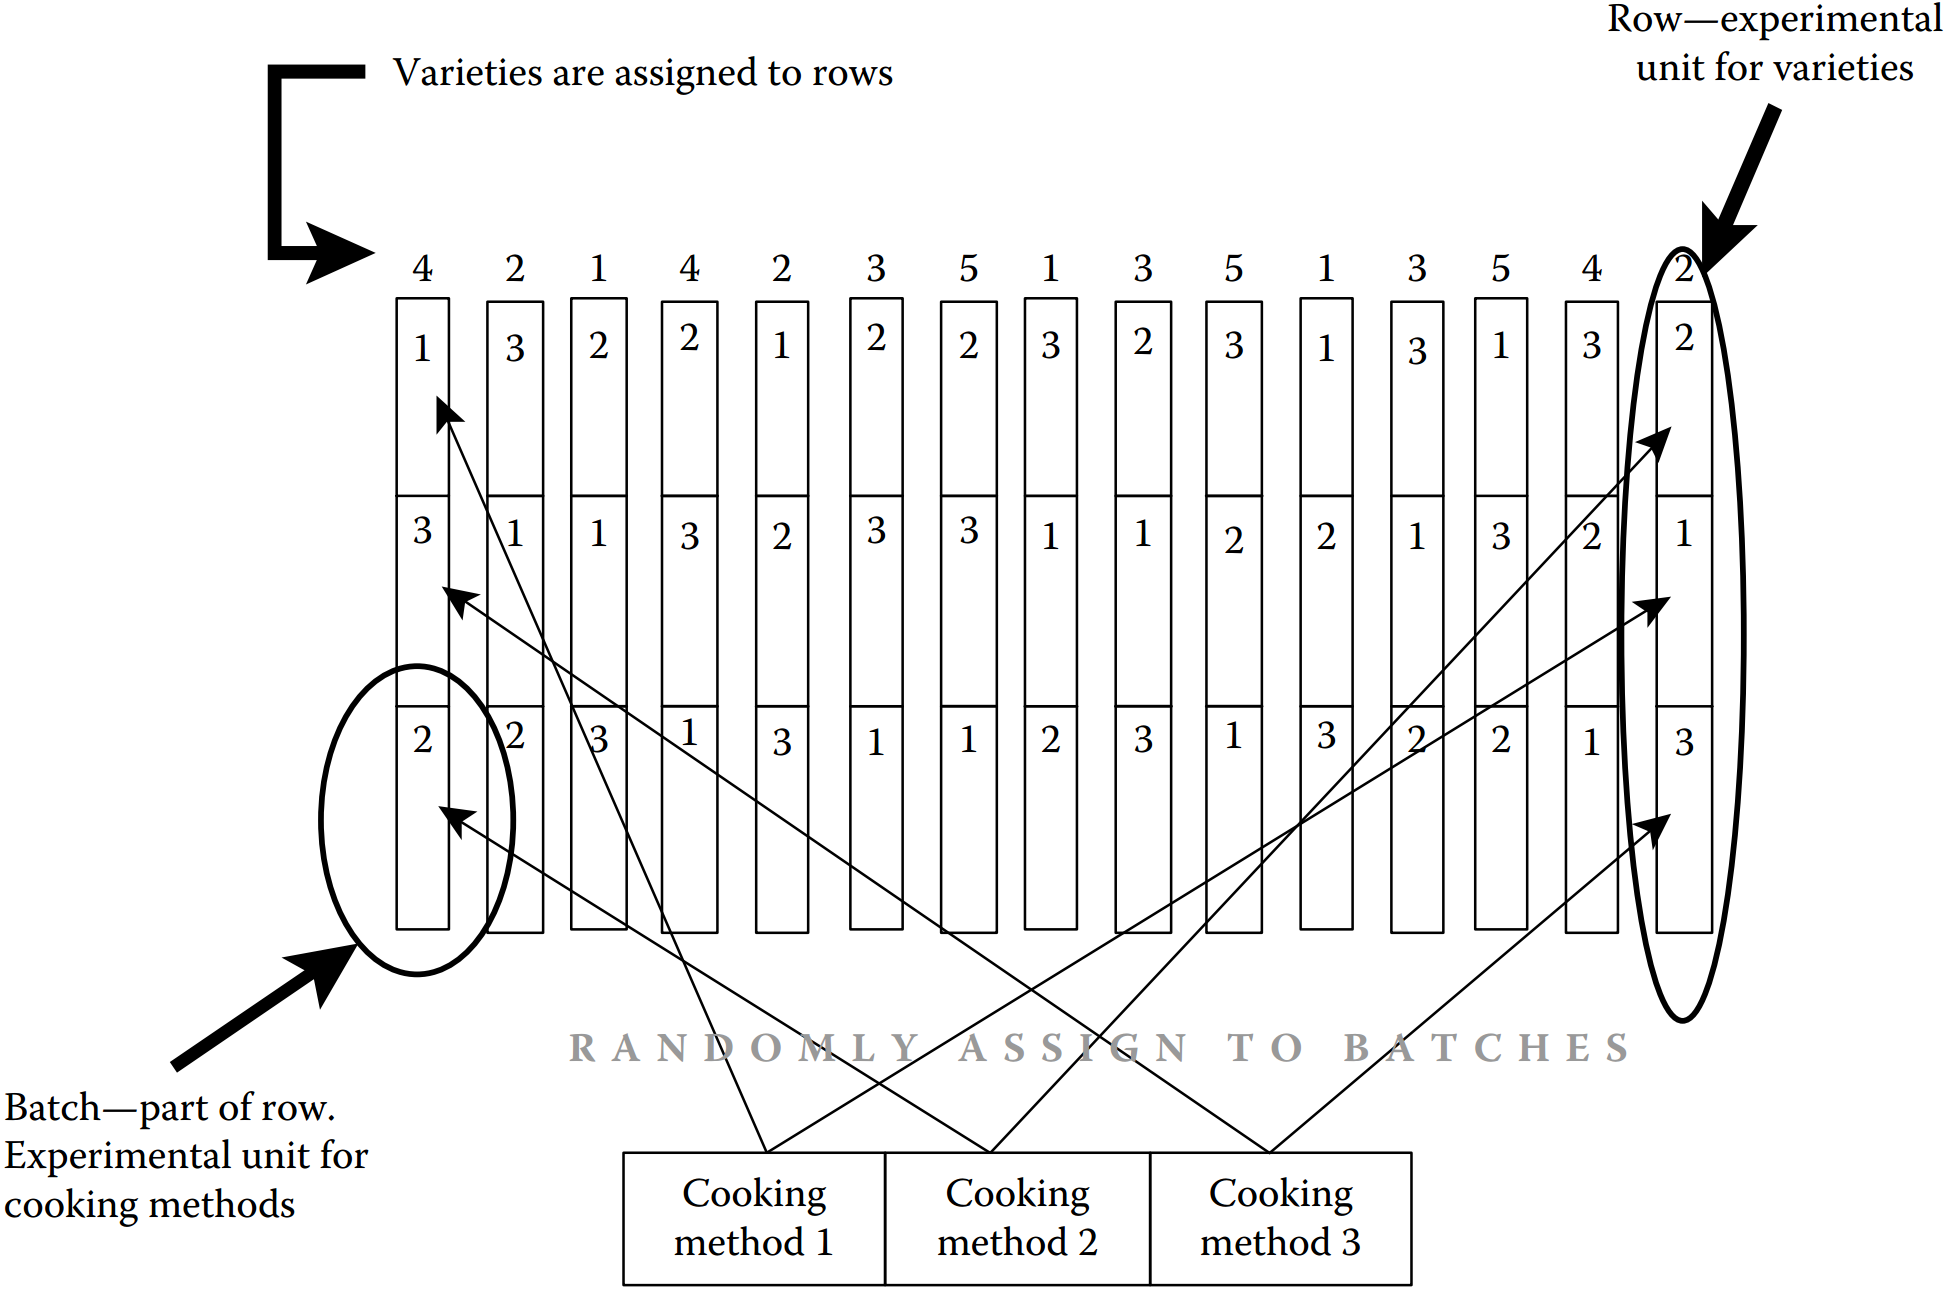 Row—experimental
unit for varieties
Varieties are assigned to rows
4 2 1 4 2 3 5 1 3 5 1 3 5 4 2
1 3 2 2 1 2 2 3 2 3 1 3 1 3 2
3 1 1 3 2 3 3 1 1 2 2 1 3 2 1
2 2 3 1 3 1 1 2 3 1 3 2 2 1 3
RANDOMLY ASSIGN TO BATCHES
Batch—part of row.
Experimental unit for
cooking methods
Cooking
method 1
Cooking
method 2
Cooking
method 3